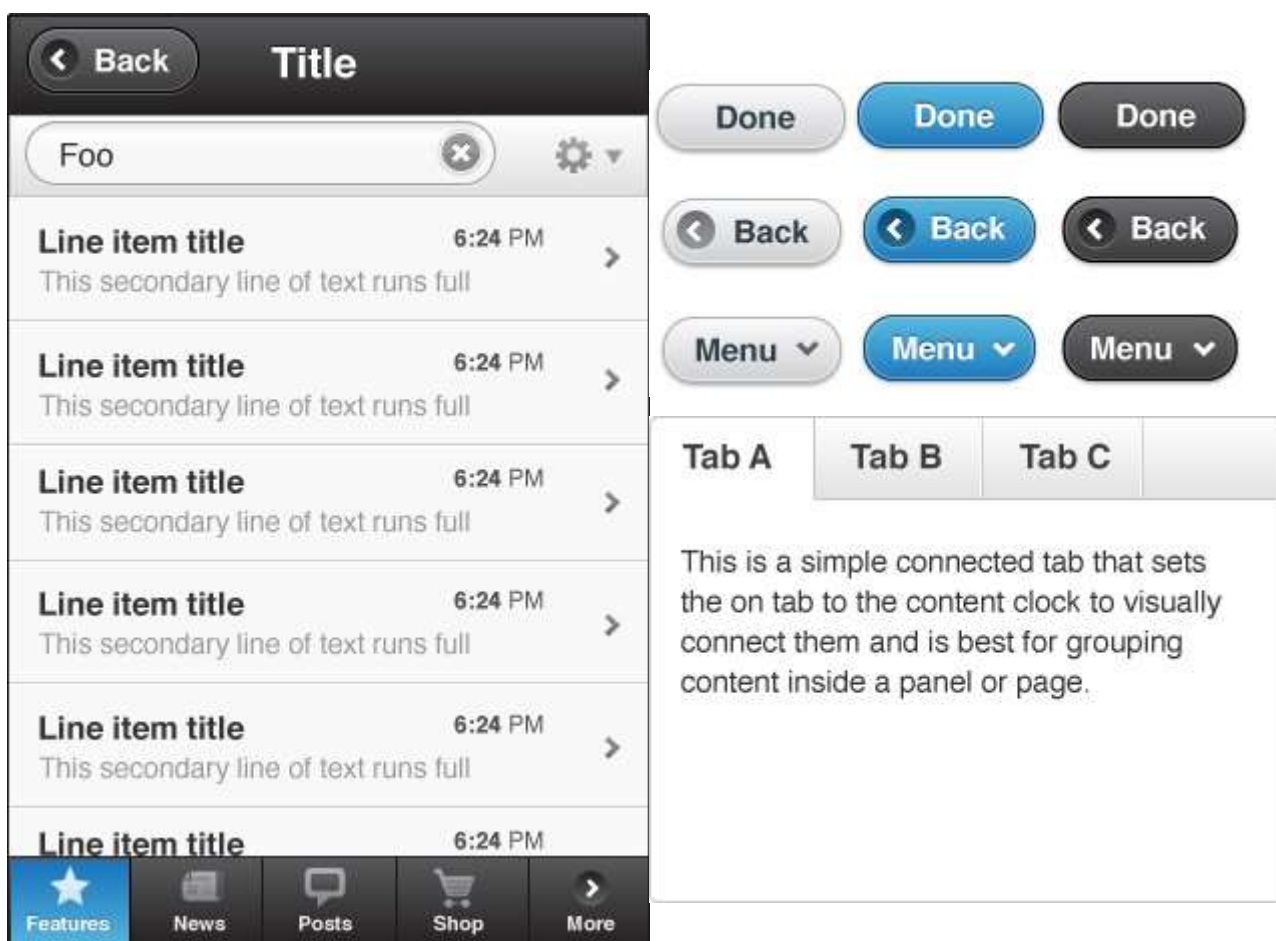 Back
Title
Foo
Line item title 6:24 PM
This secondary line of text runs full
Line item title 6:24 PM
This secondary line of text runs full
Line item title 6:24 PM
This secondary line of text runs full
Line item title 6:24 PM
This secondary line of text runs full
Line item title 6:24 PM
This secondary line of text runs full
Line item title 6:24 PM
Features News Posts Shop More
Done Done Done
Back Back Back
Menu Menu Menu
Tab A Tab B Tab C
This is a simple connected tab that sets
the on tab to the content clock to visually
connect them and is best for grouping
content inside a panel or page.